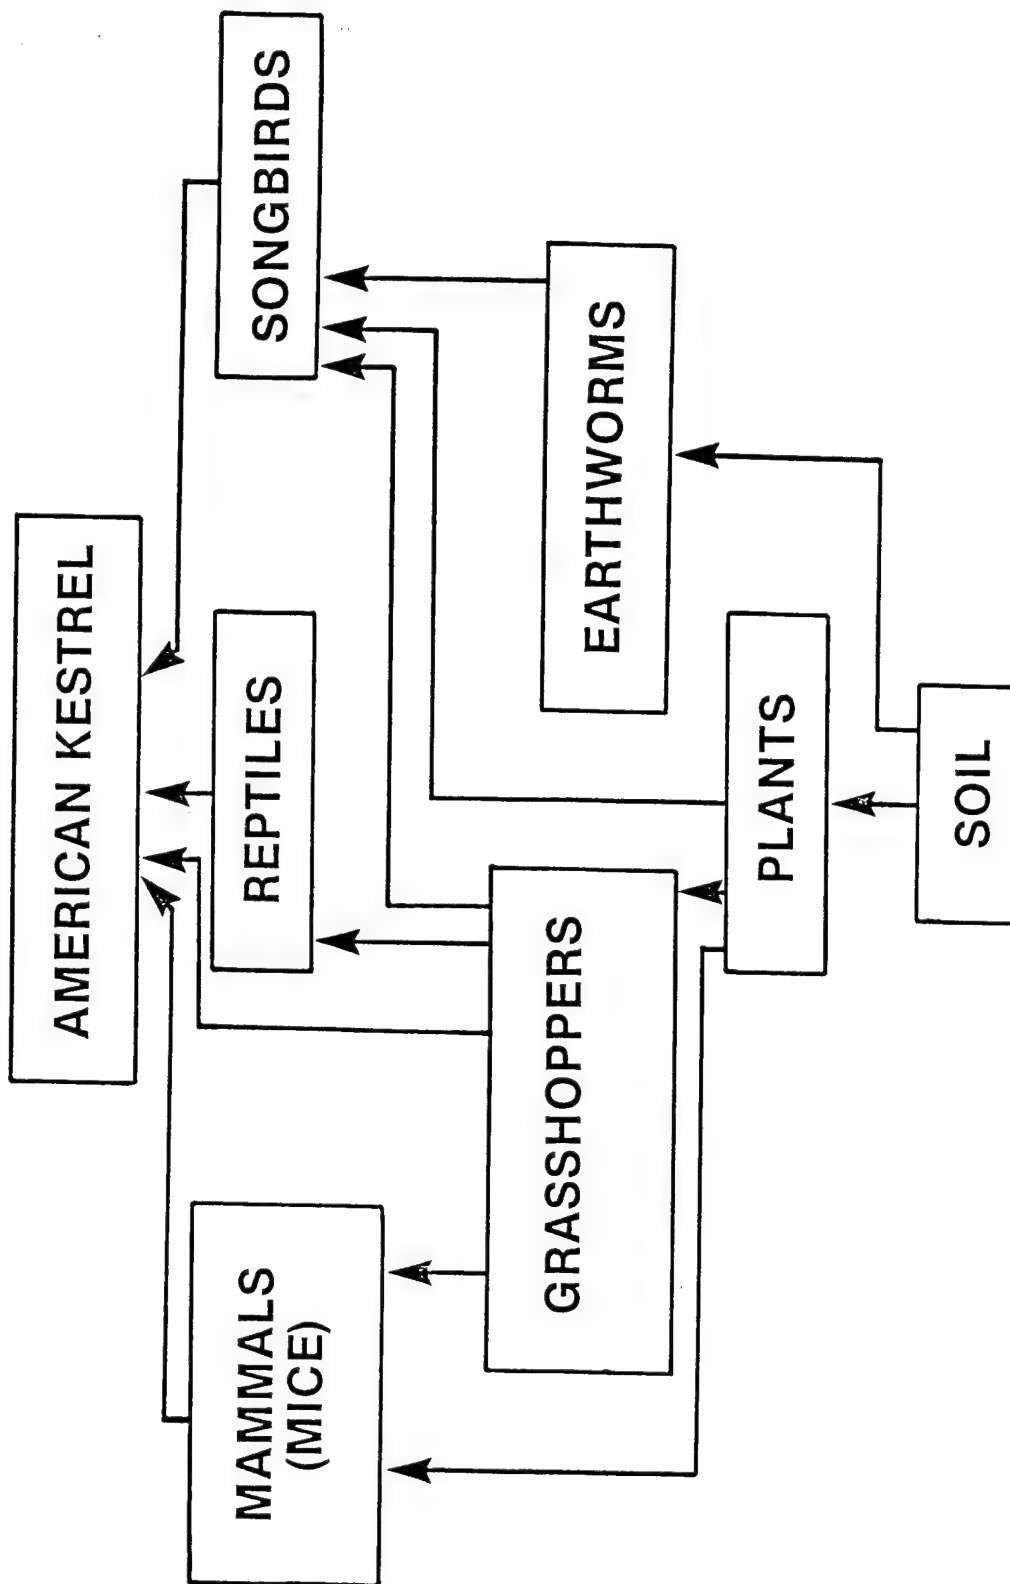 AMERICAN KESTREL
MAMMALS
(MICE)
REPTILES
SONGBIRDS
GRASSHOPPERS
EARTHWORMS
PLANTS
SOIL